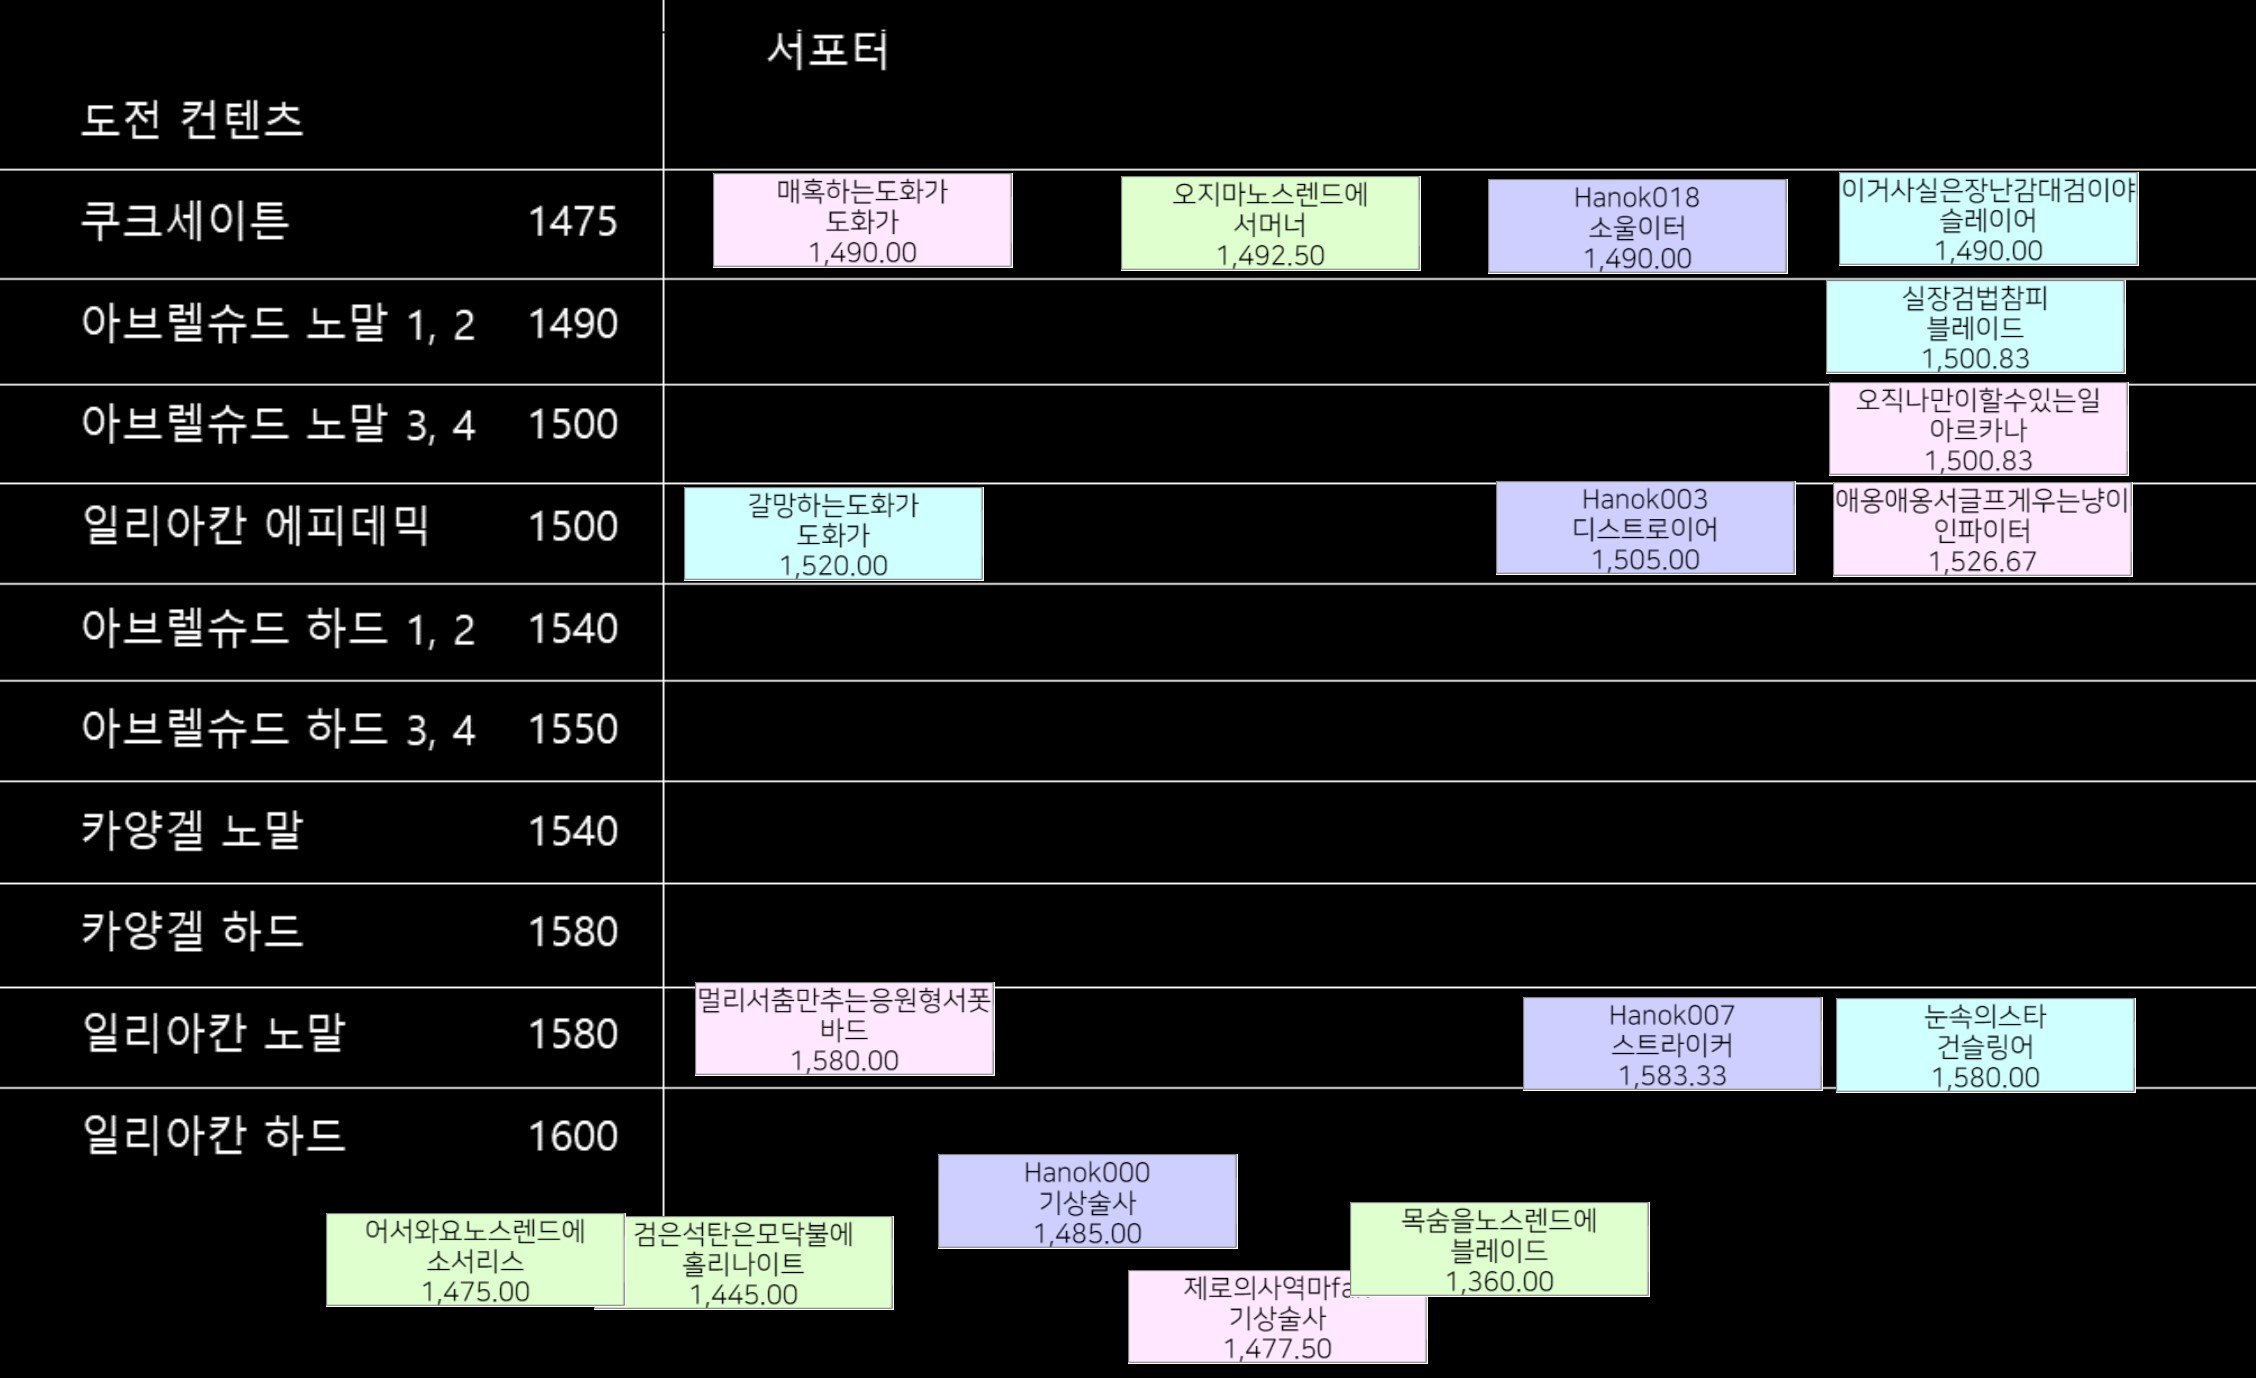 서포터
도전 컨텐츠
쿠크세이튼 1475
매혹하는도화가
도화가
1,490.00
오지마노스렌드에
서머너
1,492.50
Hanok018
소울이터
1,490.00
이거사실은장난감대검이야
슬레이어
1,490.00
아브렐슈드 노말 1, 2 1490
실장검법참피
블레이드
1,500.83
아브렐슈드 노말 3, 4 1500
오직나만이할수있는일
아르카나
1,500.83
일리아칸 에피데믹 1500
갈망하는도화가
도화가
1,520.00
Hanok003
디스트로이어
1,505.00
애옹애옹서글프게우는냥이
인파이터
1,526.67
아브렐슈드 하드 1, 2 1540
아브렐슈드 하드 3, 4 1550
카양겔 노말 1540
카양겔 하드 1580
일리아칸 노말 1580
멀리서춤만추는응원형서폿
바드
1,580.00
Hanok007
스트라이커
1,583.33
눈속의스타
건슬링어
1,580.00
일리아칸 하드 1600
Hanok000
기상술사
1,485.00
어서와요노스렌드에
소서리스
1,475.00
검은석탄은모닥불에
홀리나이트
1,445.00
목숨을노스렌드에
블레이드
1,360.00
기상술사
1,477.50